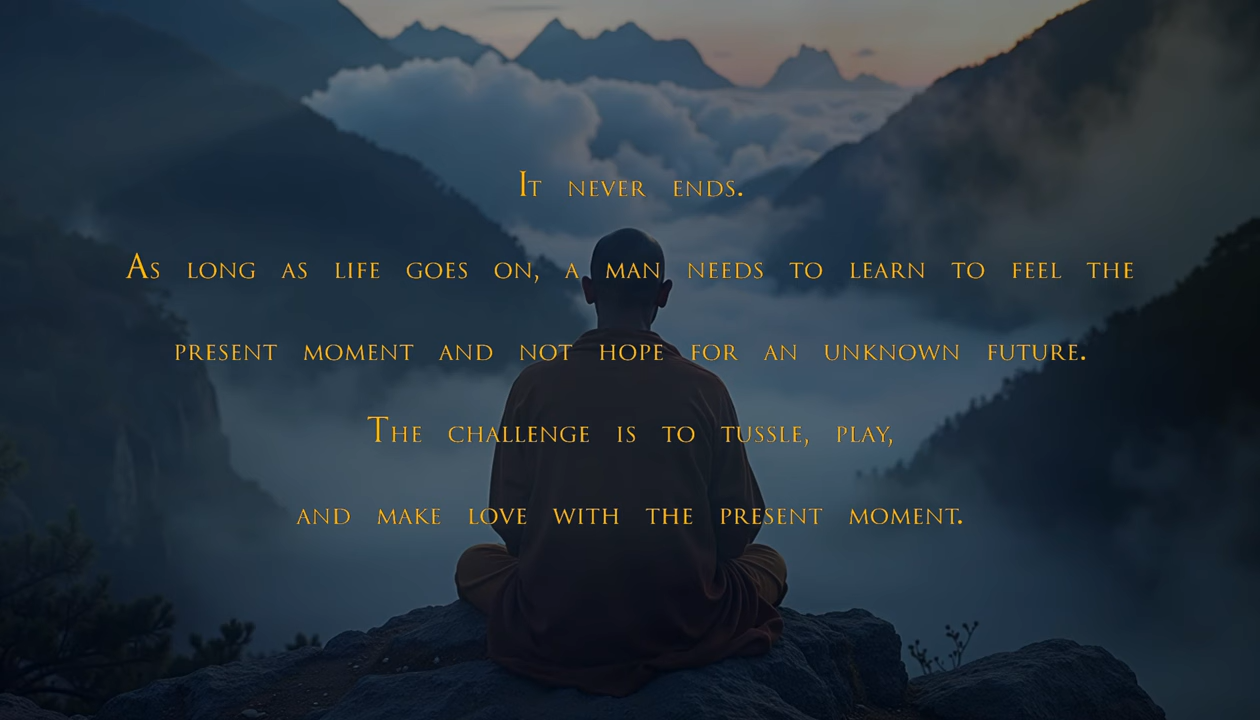 It never ends.
As long as life goes on, a man needs to learn to feel the
present moment and not hope for an unknown future.
The challenge is to tussle, play,
and make love with the present moment.